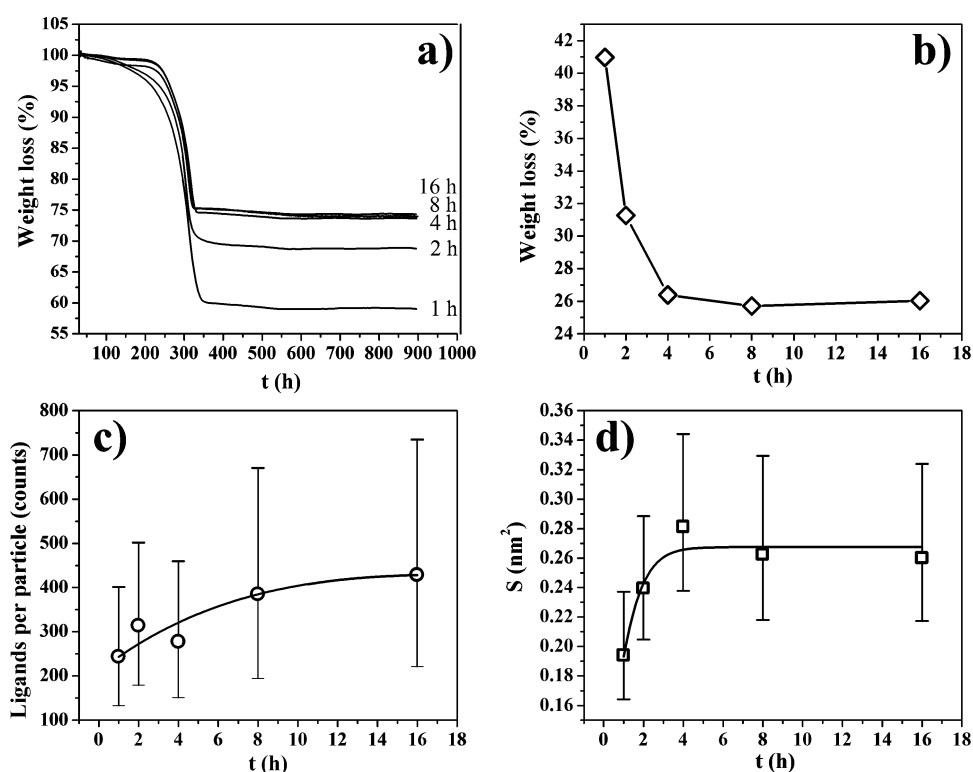 a)
Weight loss (%)
105
100
95
90
85
80
75
70
65
60
55
16 h
8 h
4 h
2 h
1 h
100 200 300 400 500 600 700 800 900 1000
t (h)
b)
Weight loss (%)
42
40
38
36
34
32
30
28
26
24
0 2 4 6 8 10 12 14 16 18
t (h)
c)
Ligands per particle (counts)
800
700
600
500
400
300
200
100
0 2 4 6 8 10 12 14 16 18
t (h)
d)
S (nm²)
0.36
0.34
0.32
0.30
0.28
0.26
0.24
0.22
0.20
0.18
0.16
0 2 4 6 8 10 12 14 16 18
t (h)